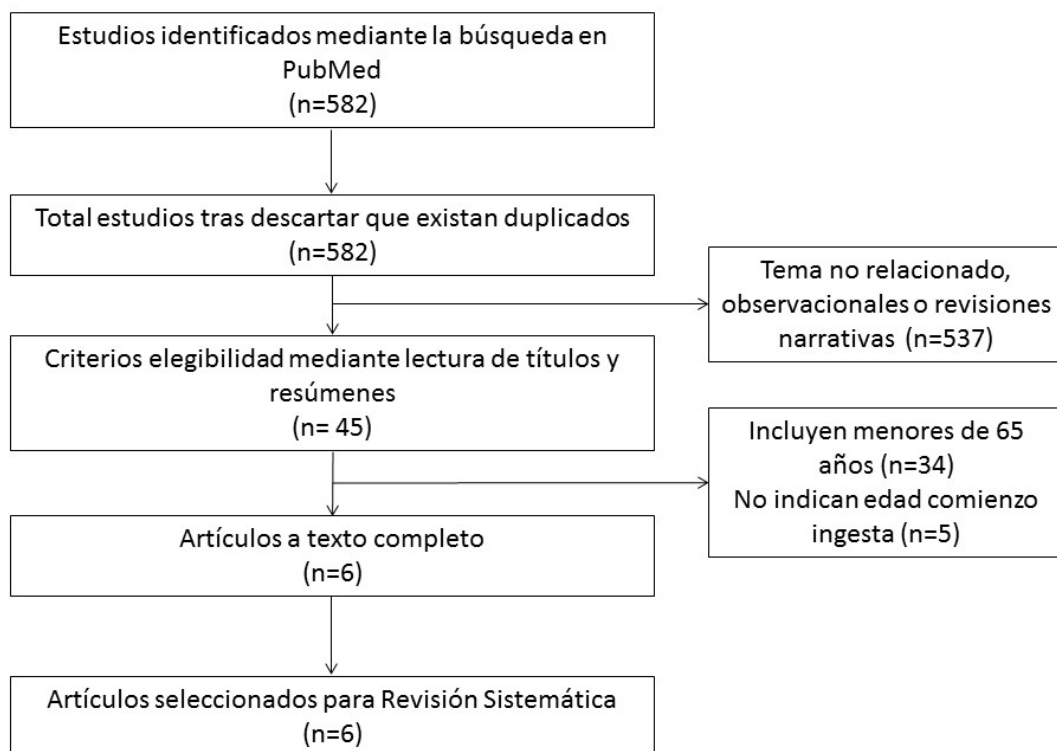 Estudios identificados mediante la búsqueda en
PubMed
(n=582)
Total estudios tras descartar que existan duplicados
(n=582)
Tema no relacionado,
observacionales o revisiones
narrativas (n=537)
Criterios elegibilidad mediante lectura de títulos y
resúmenes
(n= 45)
Incluyen menores de 65
años (n=34)
No indican edad comienzo
ingesta (n=5)
Artículos a texto completo
(n=6)
Artículos seleccionados para Revisión Sistemática
(n=6)